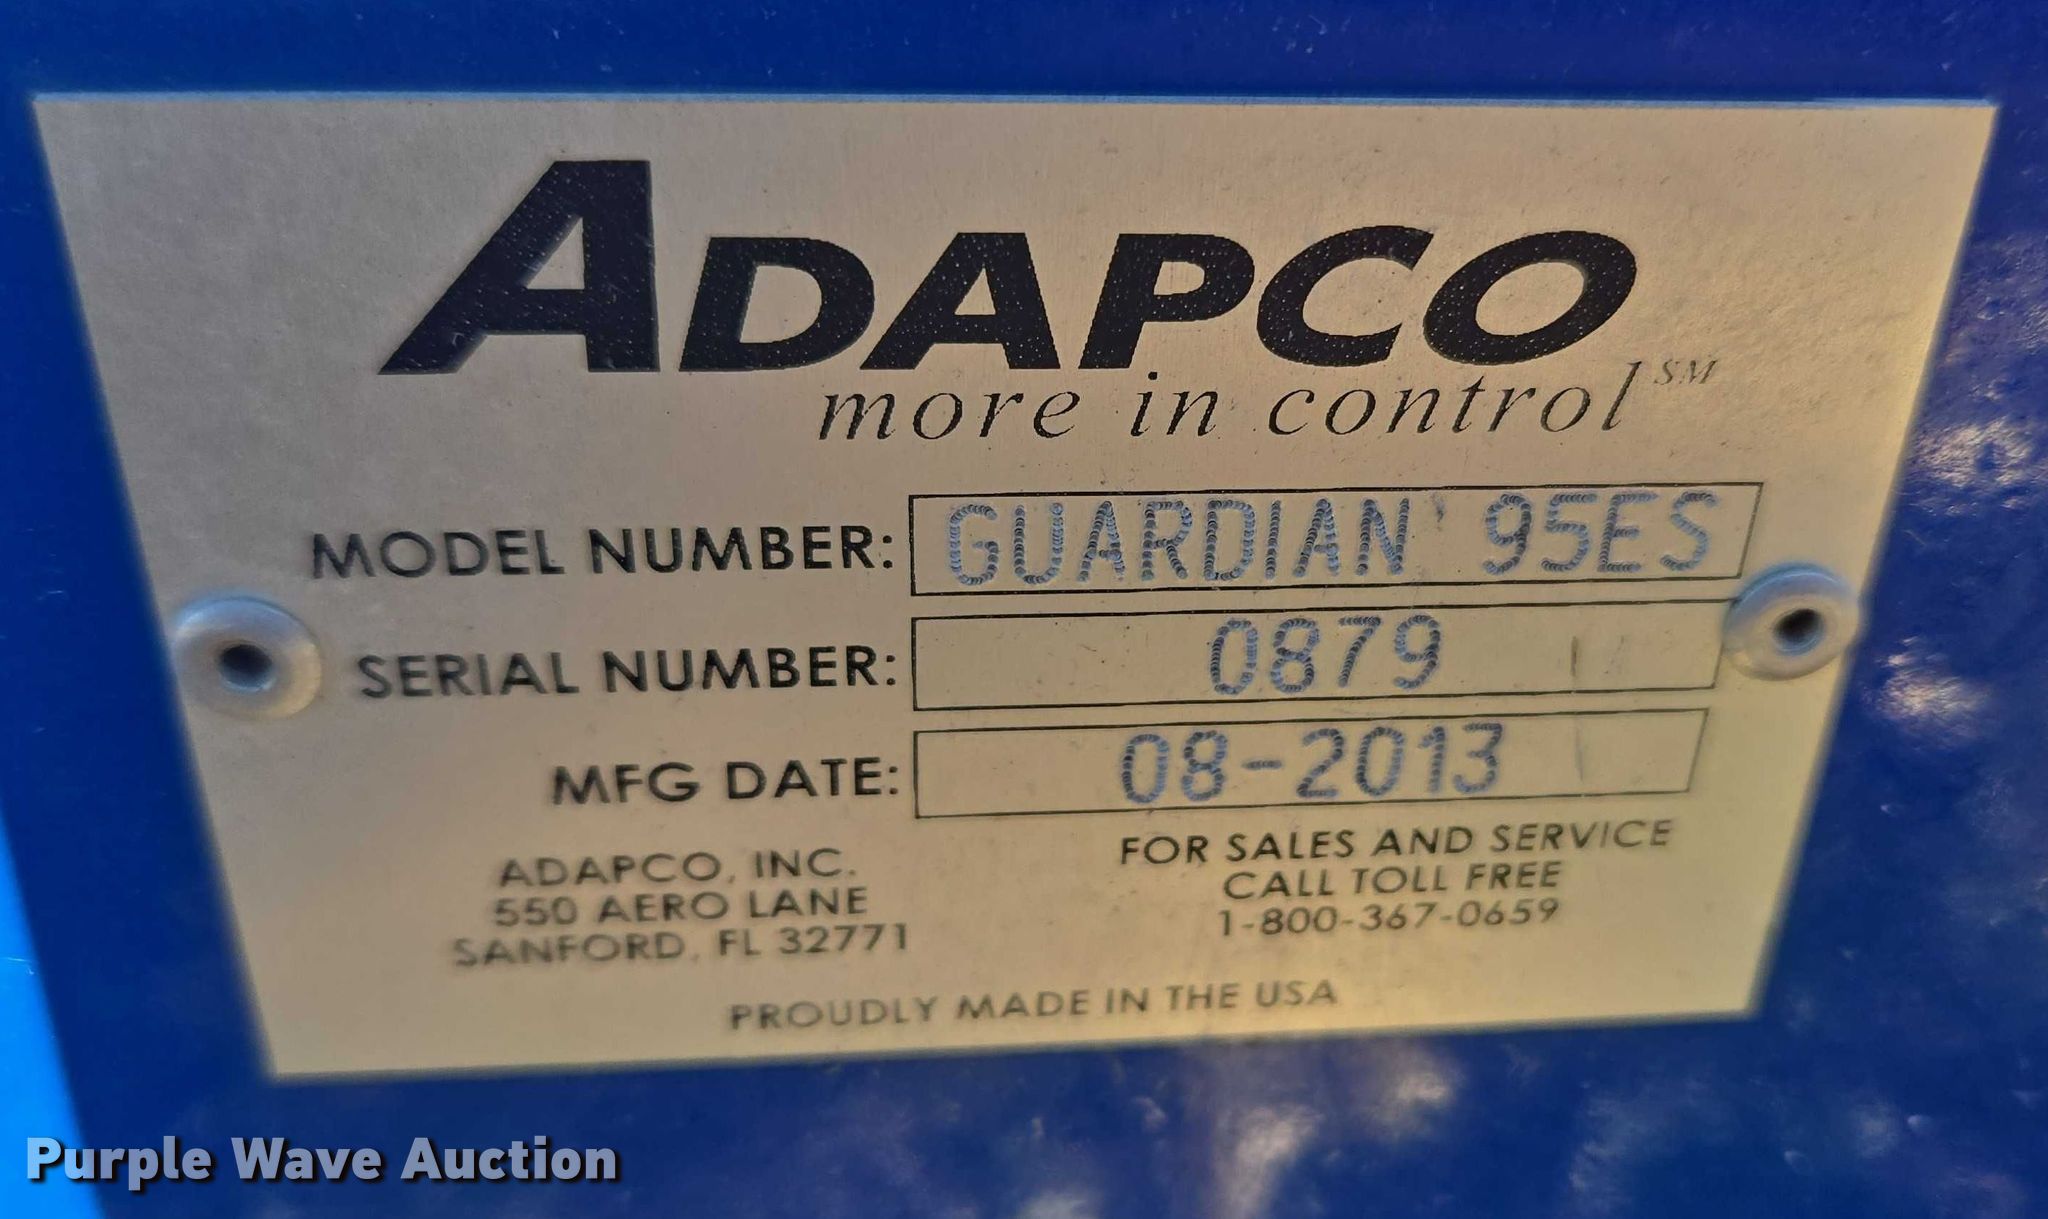 ADAPCO
more in control SM
MODEL NUMBER: GUARDIAN 95ES
SERIAL NUMBER: 0879
MFG DATE: 08-2013
ADAPCO, INC.
550 AERO LANE
SANFORD, FL 32771
FOR SALES AND SERVICE
CALL TOLL FREE
1-800-367-0659
PROUDLY MADE IN THE USA
Purple Wave Auction